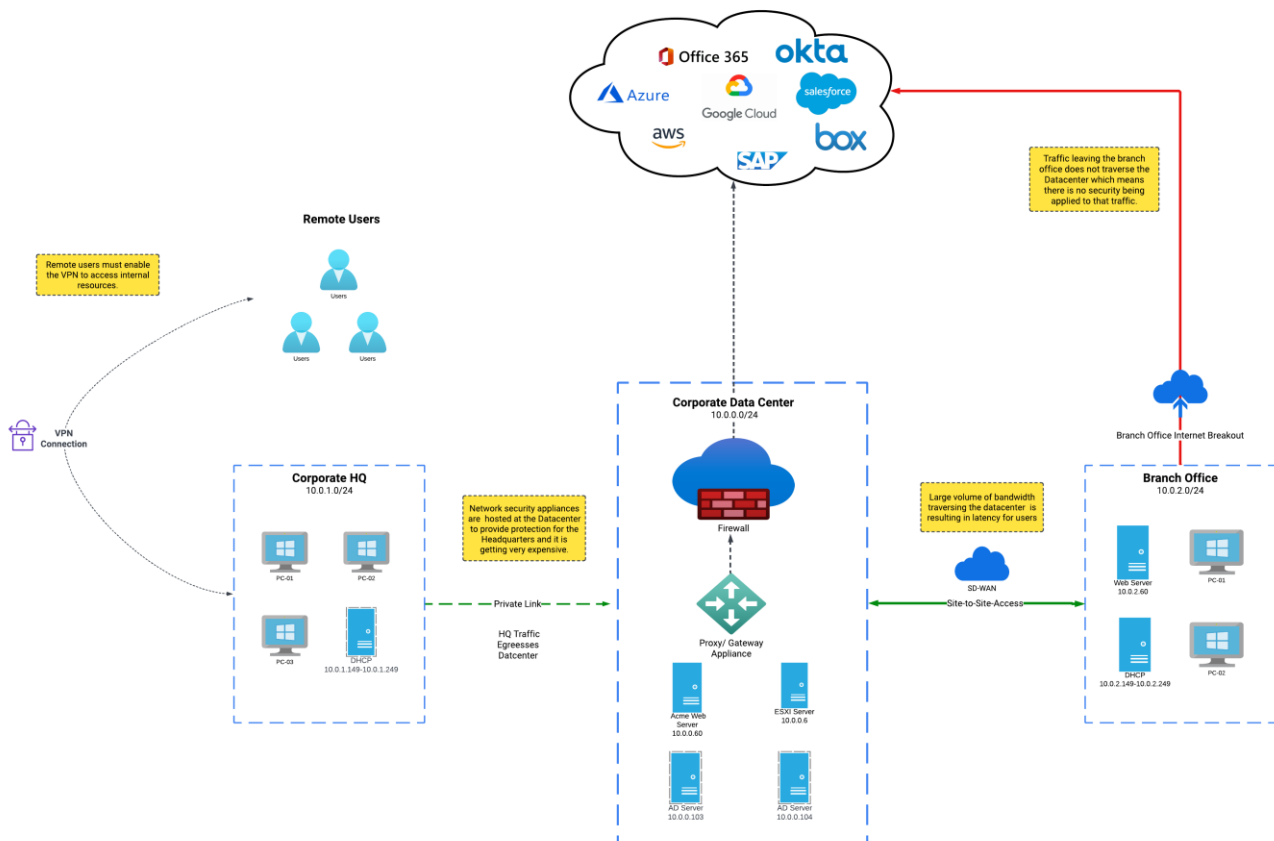 Office 365
okta
Azure
Google Cloud
salesforce
aws
box
SAP
Traffic leaving the branch
office does not traverse the
Datacenter which means
there is no security being
applied to that traffic.
Remote Users
Remote users must enable
the VPN to access internal
resources.
Users
Users
Users
VPN
Connection
Corporate HQ
10.0.1.0/24
PC-01
PC-02
PC-03
DHCP
10.0.1.149-10.0.1.249
Network security appliances
are hosted at the Datacenter
to provide protection for the
Headquarters and it is
getting very expensive.
Private Link
HQ Traffic
Egreesses
Datcenter
Corporate Data Center
10.0.0.0/24
Firewall
Proxy/ Gateway
Appliance
Acme Web
Server
10.0.0.60
ESXI Server
10.0.0.6
AD Server
10.0.0.103
AD Server
10.0.0.104
Large volume of bandwidth
traversing the datacenter is
resulting in latency for users
SD-WAN
Site-to-Site-Access
Branch Office Internet Breakout
Branch Office
10.0.2.0/24
Web Server
10.0.2.60
PC-01
DHCP
10.0.2.149-10.0.2.249
PC-02